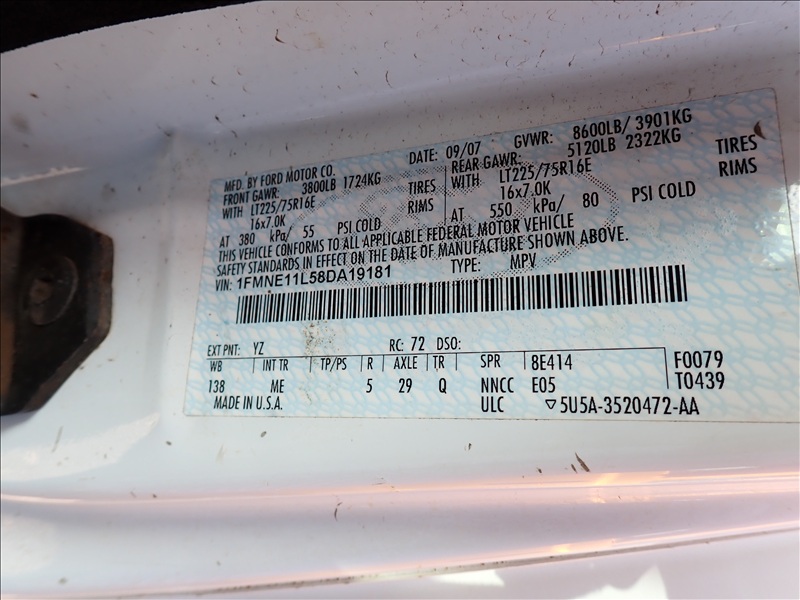 MFD. BY FORD MOTOR CO. DATE: 09/07 GVWR: 8600LB/ 3901KG
FRONT GAWR: 3800LB 1724KG REAR GAWR: 5120LB 2322KG
WITH LT225/75R16E TIRES WITH LT225/75R16E TIRES
16x7.0K RIMS 16x7.0K RIMS
AT 380 kPa/ 55 PSI COLD AT 550 kPa/ 80 PSI COLD
THIS VEHICLE CONFORMS TO ALL APPLICABLE FEDERAL MOTOR VEHICLE
SAFETY STANDARDS IN EFFECT ON THE DATE OF MANUFACTURE SHOWN ABOVE.
VIN: 1FMNE11L58DA19181 TYPE: MPV
EXT PNT: YZ RC: 72 DSO:
WB INT TR TP/PS R AXLE TR SPR 8E414 F0079
138 ME 5 29 Q NNCC E05 T0439
MADE IN U.S.A. ULC ▽5U5A-3520472-AA